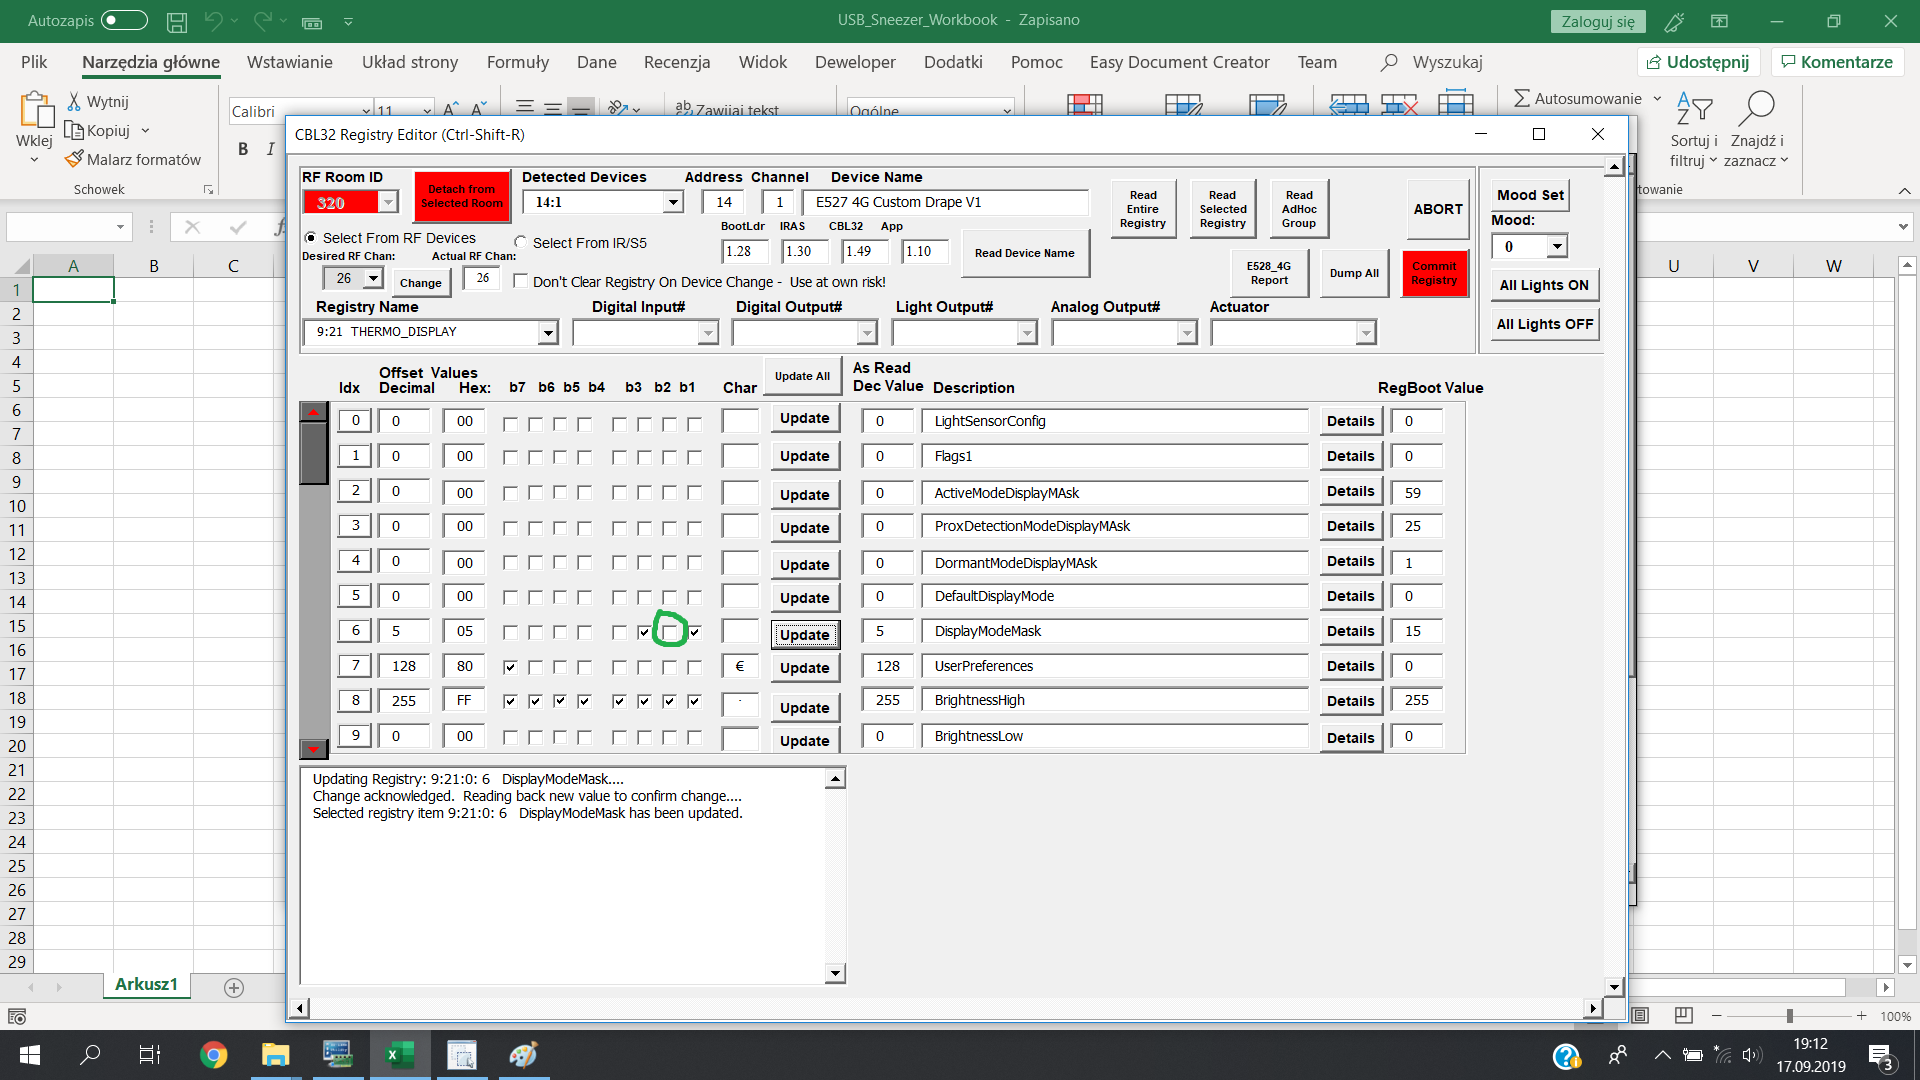 Autozapis
USB_Sneezer_Workbook - Zapisano
Zaloguj się
Plik Narzędzia główne Wstawianie Układ strony Formuły Dane Recenzja Widok Deweloper Dodatki Pomoc Easy Document Creator Team Wyszukaj Udostępnij Komentarze
Wklej
Wytnij
Kopiuj
Malarz formatów
Schowek
Calibri 11
B I
Zawijaj tekst
Ogólne
Autosumowanie
Sortuj i filtruj
Znajdź i zaznacz
CBL32 Registry Editor (Ctrl-Shift-R)
RF Room ID Detected Devices Address Channel Device Name
320 Detach from Selected Room 14:1 14 1 E527 4G Custom Drape V1
Read Entire Registry
Read Selected Registry
Read AdHoc Group
ABORT
Mood Set
Mood:
0
Select From RF Devices Select From IR/S5
BootLdr IRAS CBL32 App
1.28 1.30 1.49 1.10
Read Device Name
Desired RF Chan: Actual RF Chan:
26 Change 26 Don't Clear Registry On Device Change - Use at own risk!
E528_4G Report
Dump All
Commit Registry
All Lights ON
All Lights OFF
Registry Name Digital Input# Digital Output# Light Output# Analog Output# Actuator
9:21 THERMO_DISPLAY
Offset Values Update All As Read
Idx Decimal Hex: b7 b6 b5 b4 b3 b2 b1 Char Dec Value Description RegBoot Value
0 0 00 Update 0 LightSensorConfig Details 0
1 0 00 Update 0 Flags1 Details 0
2 0 00 Update 0 ActiveModeDisplayMAsk Details 59
3 0 00 Update 0 ProxDetectionModeDisplayMAsk Details 25
4 0 00 Update 0 DormantModeDisplayMAsk Details 1
5 0 00 Update 0 DefaultDisplayMode Details 0
6 5 05 Update 5 DisplayModeMask Details 15
7 128 80 € Update 128 UserPreferences Details 0
8 255 FF Update 255 BrightnessHigh Details 255
9 0 00 Update 0 BrightnessLow Details 0
Updating Registry: 9:21:0: 6 DisplayModeMask....
Change acknowledged. Reading back new value to confirm change....
Selected registry item 9:21:0: 6 DisplayModeMask has been updated.
A B C U V W
1
2
3
4
5
6
7
8
9
10
11
12
13
14
15
16
17
18
19
20
21
22
23
24
25
26
27
28
29
Arkusz1
100%
19:12
17.09.2019
3